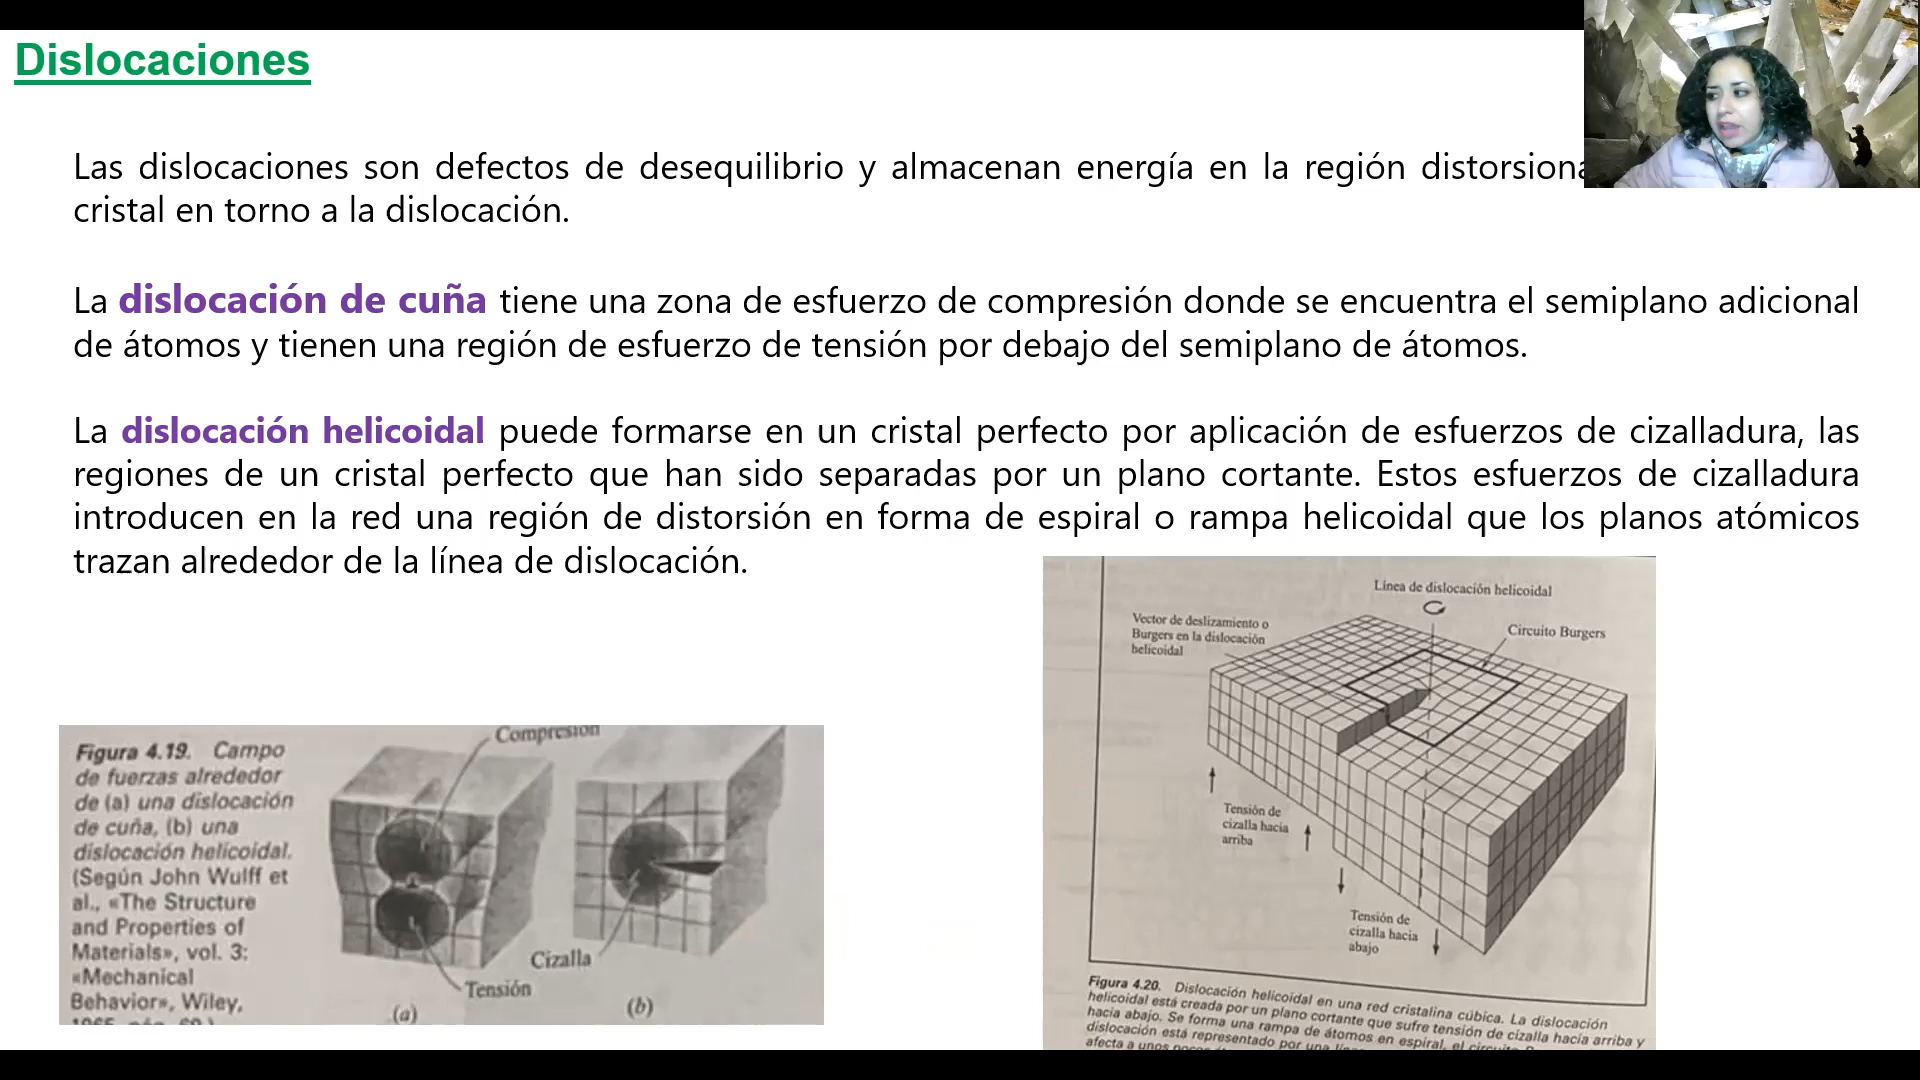 Dislocaciones
Las dislocaciones son defectos de desequilibrio y almacenan energía en la región
cristal en torno a la dislocación.
La dislocación de cuña tiene una zona de esfuerzo de compresión donde se encuentra el semiplano adicional
de átomos y tienen una región de esfuerzo de tensión por debajo del semiplano de átomos.
La dislocación helicoidal puede formarse en un cristal perfecto por aplicación de esfuerzos de cizalladura, las
regiones de un cristal perfecto que han sido separadas por un plano cortante. Estos esfuerzos de cizalladura
introducen en la red una región de distorsión en forma de espiral o rampa helicoidal que los planos atómicos
trazan alrededor de la línea de dislocación.
Figura 4.19. Campo
de fuerzas alrededor
de (a) una dislocación
de cuña, (b) una
dislocación helicoidal.
(Según John Wulff et
al., «The Structure
and Properties of
Materials», vol. 3:
«Mechanical
Behavior», Wiley,
Compresión
Cizalla
Tensión
(a)
(b)
Línea de dislocación helicoidal
Vector de deslizamiento o
Burgers en la dislocación
helicoidal
Circuito Burgers
Tensión de
cizalla hacia
arriba
Tensión de
cizalla hacia
abajo
Figura 4.20. Dislocación helicoidal en una red cristalina cúbica. La dislocación
helicoidal está creada por un plano cortante que sufre tensión de cizalla hacia arriba y
hacia abajo. Se forma una rampa de átomos en espiral, el
dislocación está representado por una
afecta a unos